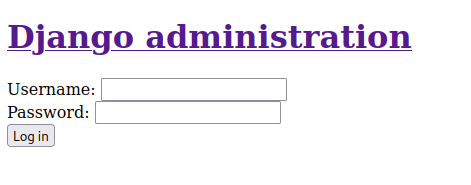 Django administration
Username:
Password:
Log in